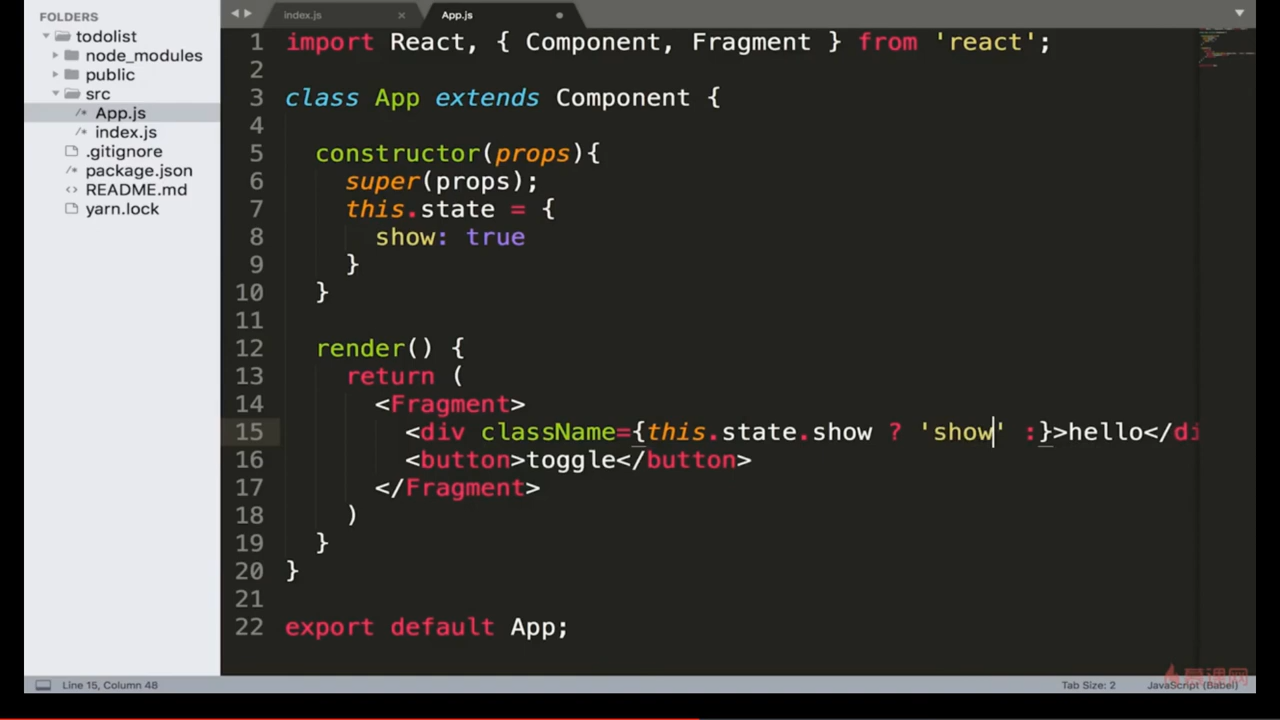 FOLDERS
todolist
node_modules
public
src
/* App.js
/* index.js
.gitignore
/* package.json
<> README.md
yarn.lock
index.js ×
App.js
1 import React, { Component, Fragment } from 'react';
2
3 class App extends Component {
4
5 constructor(props){
6 super(props);
7 this.state = {
8 show: true
9 }
10 }
11
12 render() {
13 return (
14 <Fragment>
15 <div className={this.state.show ? 'show' :}>hello</di
16 <button>toggle</button>
17 </Fragment>
18 )
19 }
20 }
21
22 export default App;
Line 15, Column 48
Tab Size: 2
JavaScript (Babel)
慕课网